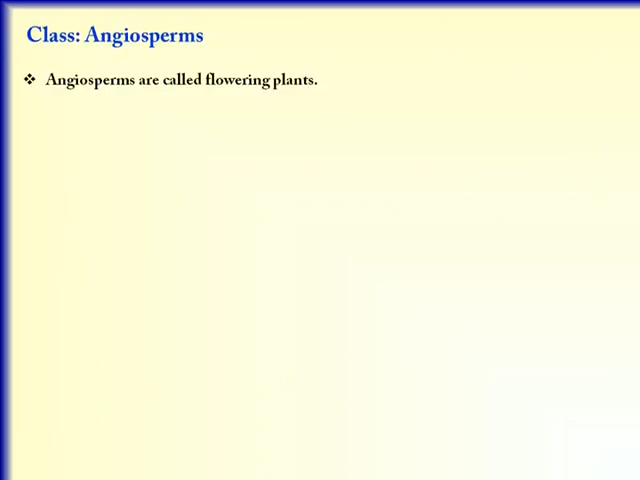 Class: Angiosperms
❖ Angiosperms are called flowering plants.